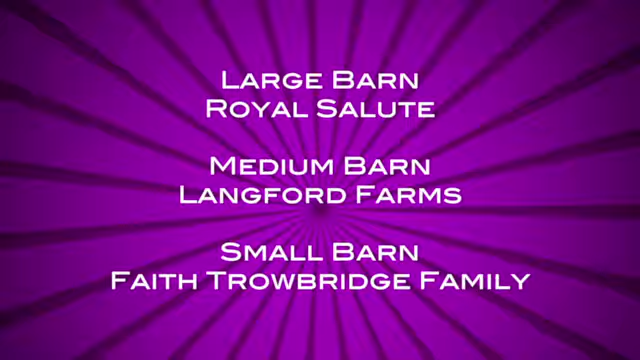 Large Barn
Royal Salute
Medium Barn
Langford Farms
Small Barn
Faith Trowbridge Family